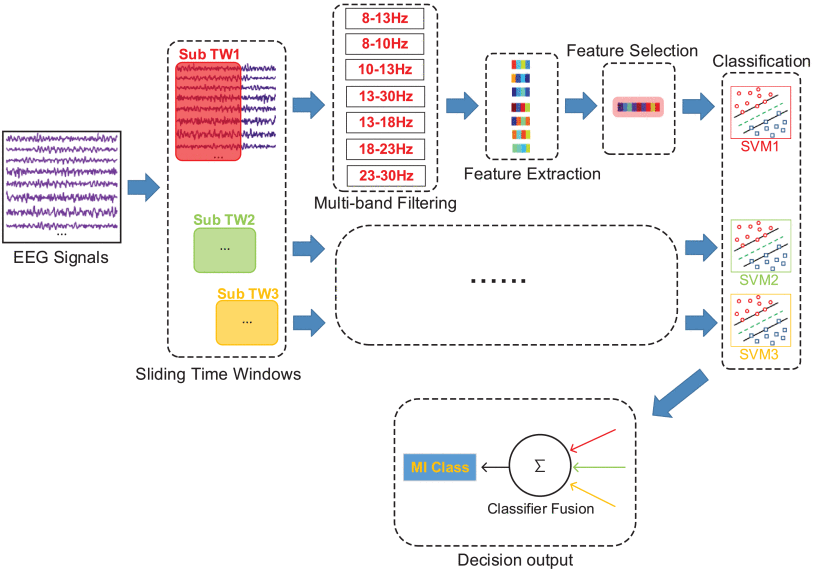 EEG Signals
Sub TW1
...
Sub TW2
...
Sub TW3
...
Sliding Time Windows
8-13Hz
8-10Hz
10-13Hz
13-30Hz
13-18Hz
18-23Hz
23-30Hz
Multi-band Filtering
Feature Extraction
Feature Selection
Classification
SVM1
SVM2
SVM3
......
...
MI Class
Σ
Classifier Fusion
Decision output